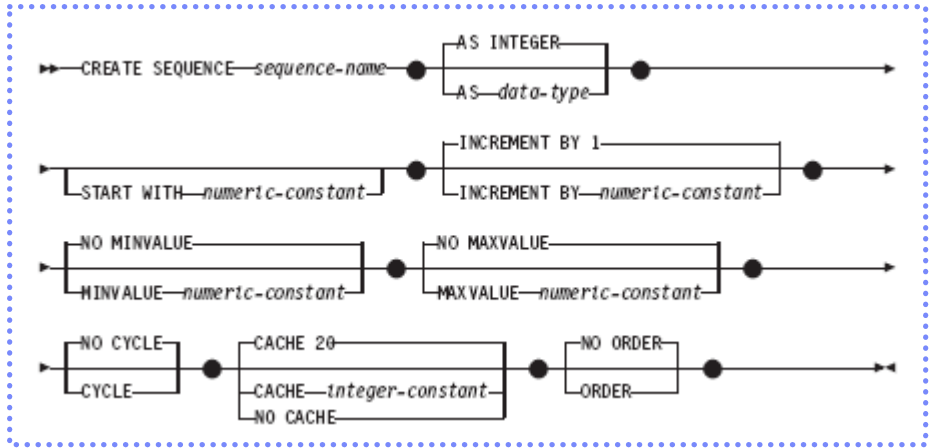 AS INTEGER
CREATE SEQUENCE sequence-name
AS data-type
INCREMENT BY 1
START WITH numeric-constant
INCREMENT BY numeric-constant
NO MINVALUE
NO MAXVALUE
MINVALUE numeric-constant
MAXVALUE numeric-constant
NO CYCLE
CACHE 20
NO ORDER
CYCLE
CACHE integer-constant
ORDER
NO CACHE